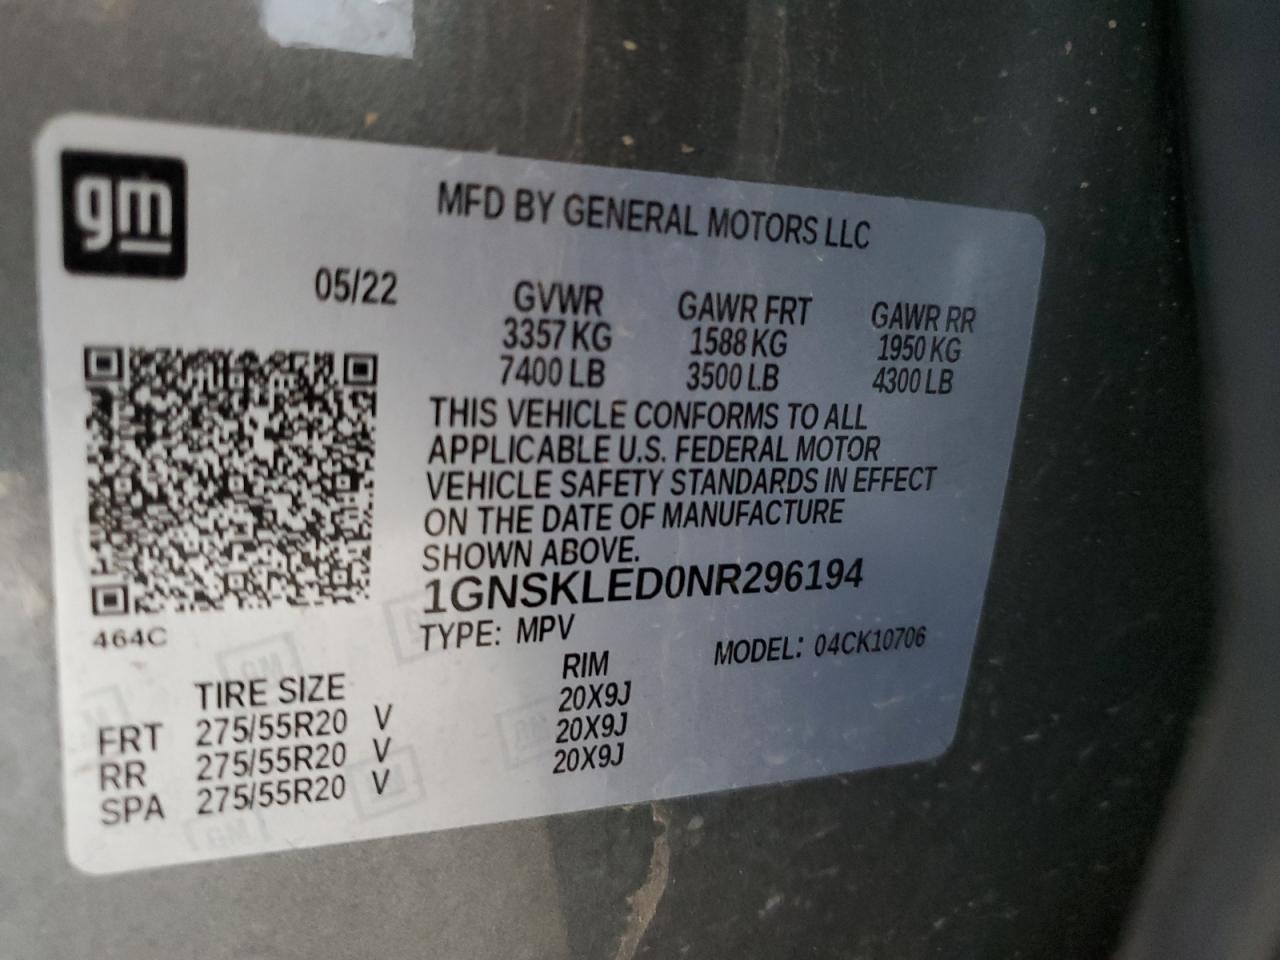 gm
MFD BY GENERAL MOTORS LLC
05/22
GVWR GAWR FRT GAWR RR
3357 KG 1588 KG 1950 KG
7400 LB 3500 LB 4300 LB
THIS VEHICLE CONFORMS TO ALL
APPLICABLE U.S. FEDERAL MOTOR
VEHICLE SAFETY STANDARDS IN EFFECT
ON THE DATE OF MANUFACTURE
SHOWN ABOVE.
1GNSKLED0NR296194
464C
TYPE: MPV MODEL: 04CK10706
TIRE SIZE RIM
FRT 275/55R20 V 20X9J
RR 275/55R20 V 20X9J
SPA 275/55R20 V 20X9J